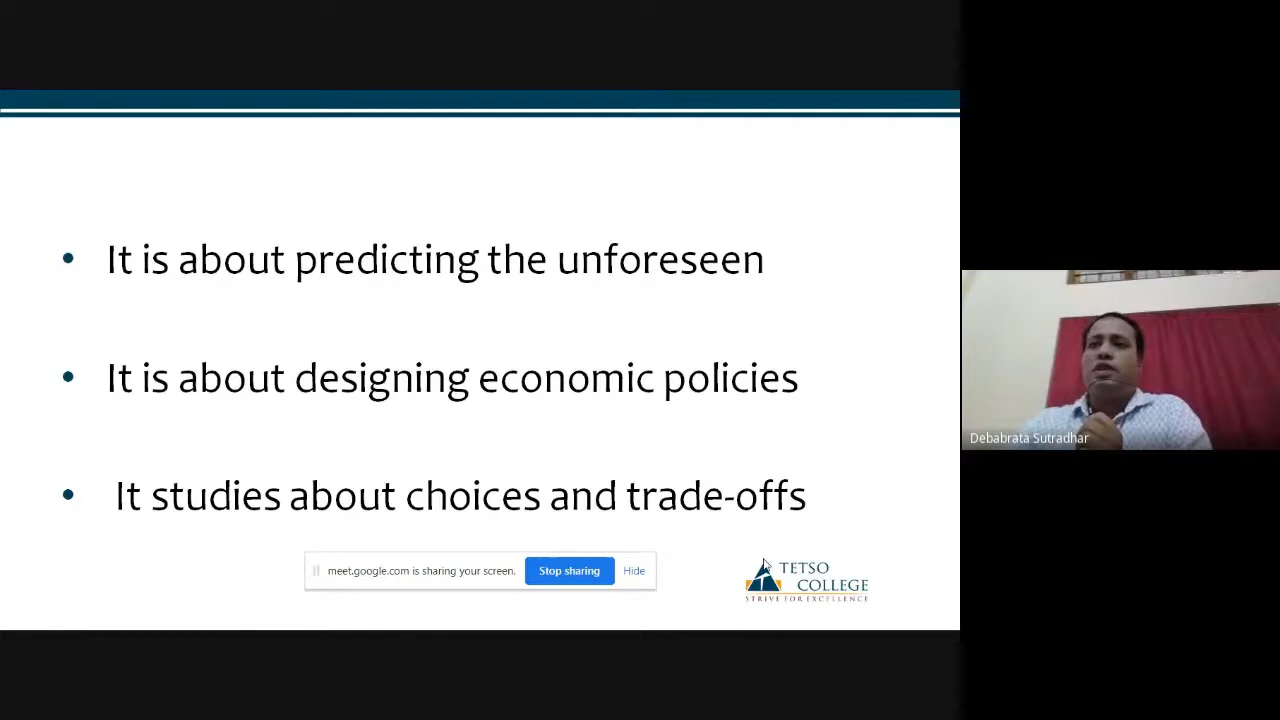 • It is about predicting the unforeseen
• It is about designing economic policies
• It studies about choices and trade-offs
meet.google.com is sharing your screen. Stop sharing Hide
TETSO
COLLEGE
STRIVE FOR EXCELLENCE
Debabrata Sutradhar